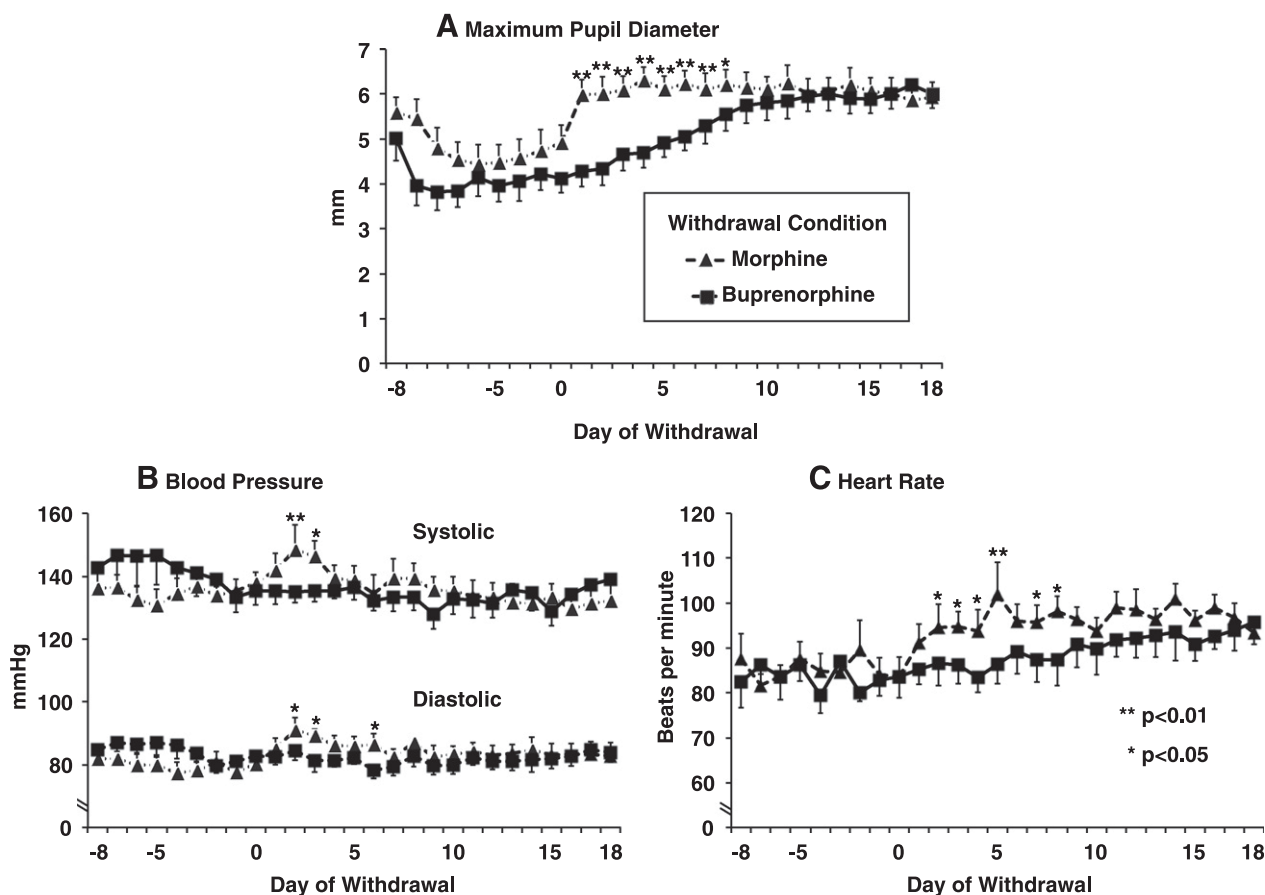 A Maximum Pupil Diameter
7
6
5
4
3
2
1
0
mm
** ** ** ** ** ** ** *
Withdrawal Condition
Morphine
Buprenorphine
-8 -5 0 5 10 15 18
Day of Withdrawal
B Blood Pressure
160
140
120
100
80
0
mmHg
** *
Systolic
Diastolic
* * *
-8 -5 0 5 10 15 18
Day of Withdrawal
C Heart Rate
120
110
100
90
80
70
60
0
Beats per minute
* * * ** * *
** p<0.01
* p<0.05
-8 -5 0 5 10 15 18
Day of Withdrawal